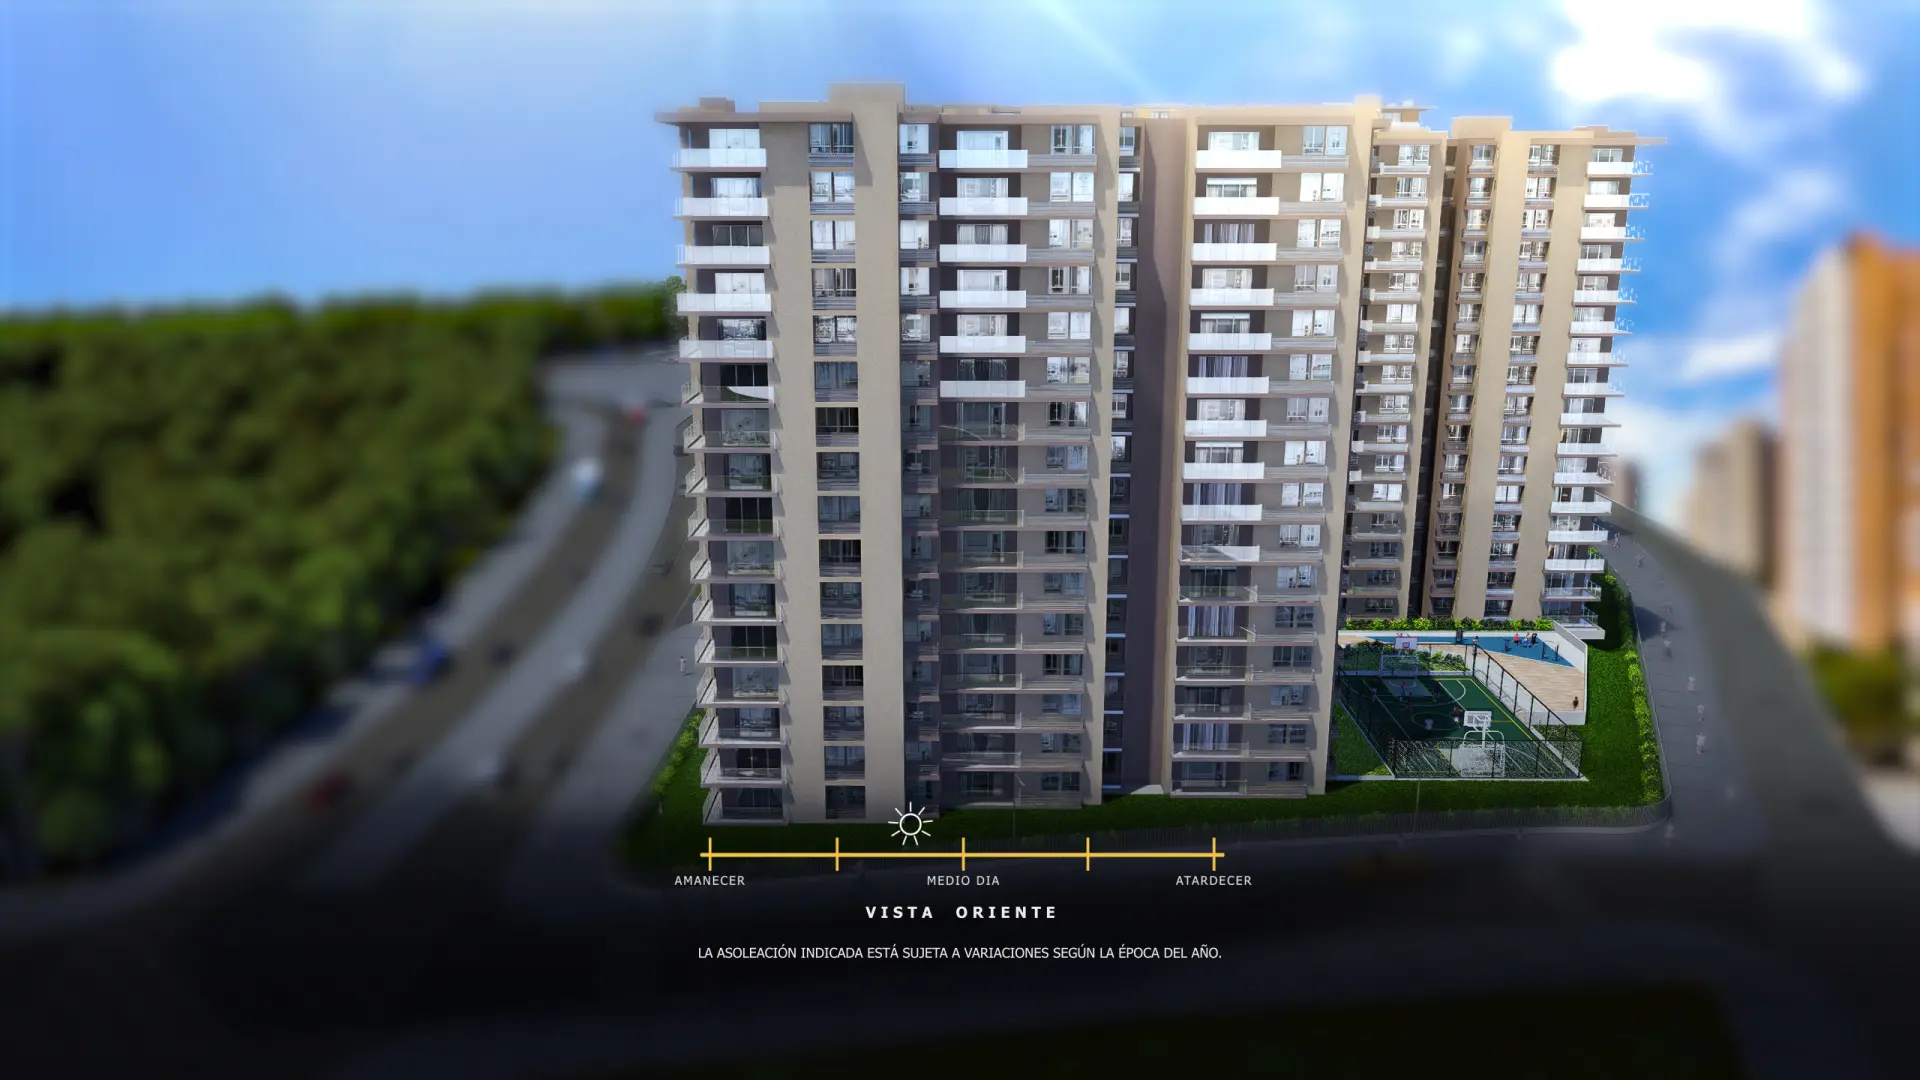 AMANECER MEDIO DIA ATARDECER
VISTA ORIENTE
LA ASOLEACIÓN INDICADA ESTÁ SUJETA A VARIACIONES SEGÚN LA ÉPOCA DEL AÑO.